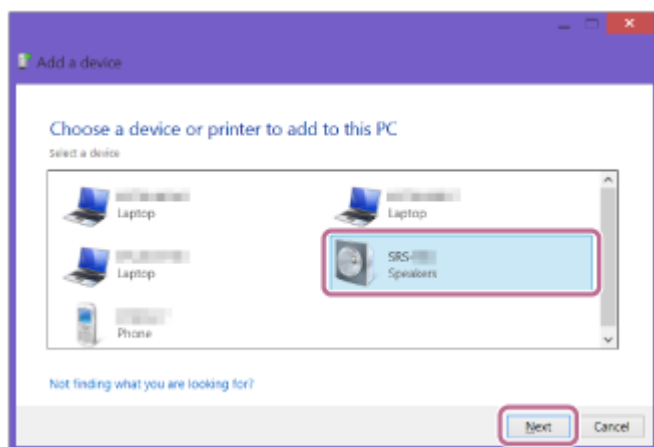 Add a device
Choose a device or printer to add to this PC
Select a device
Laptop
Laptop
Laptop
SRS-
Speakers
Phone
Not finding what you are looking for?
Next
Cancel